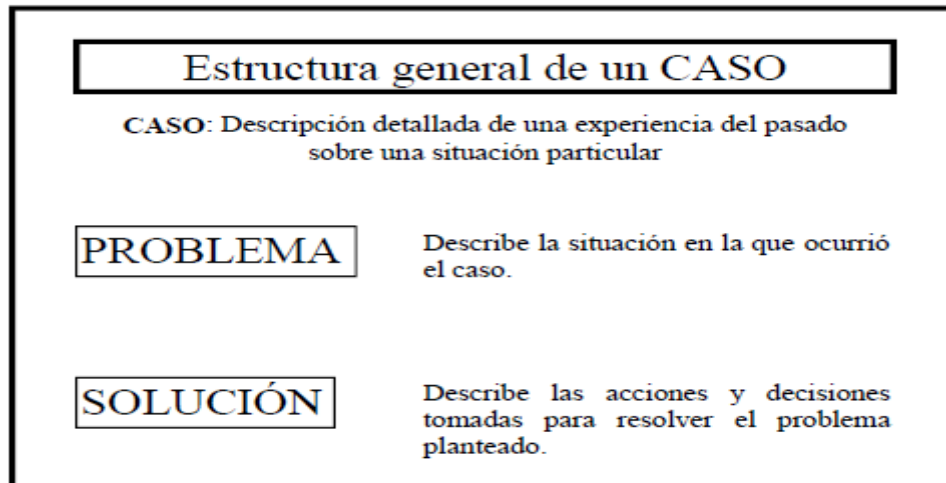 Estructura general de un CASO
CASO: Descripción detallada de una experiencia del pasado
sobre una situación particular
PROBLEMA
Describe la situación en la que ocurrió
el caso.
SOLUCIÓN
Describe las acciones y decisiones
tomadas para resolver el problema
planteado.